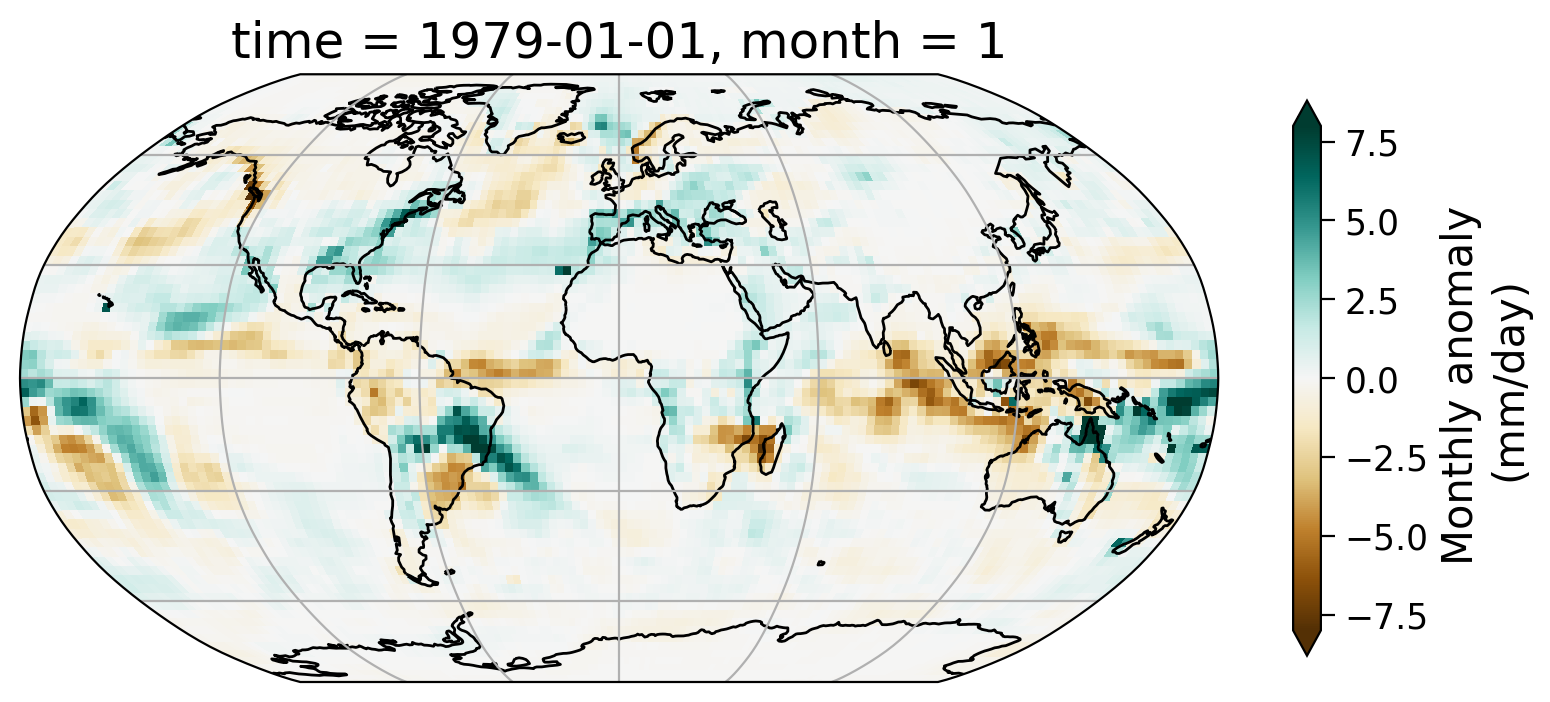 time = 1979-01-01, month = 1
7.5
5.0
2.5
0.0
−2.5
−5.0
−7.5
Monthly anomaly
(mm/day)